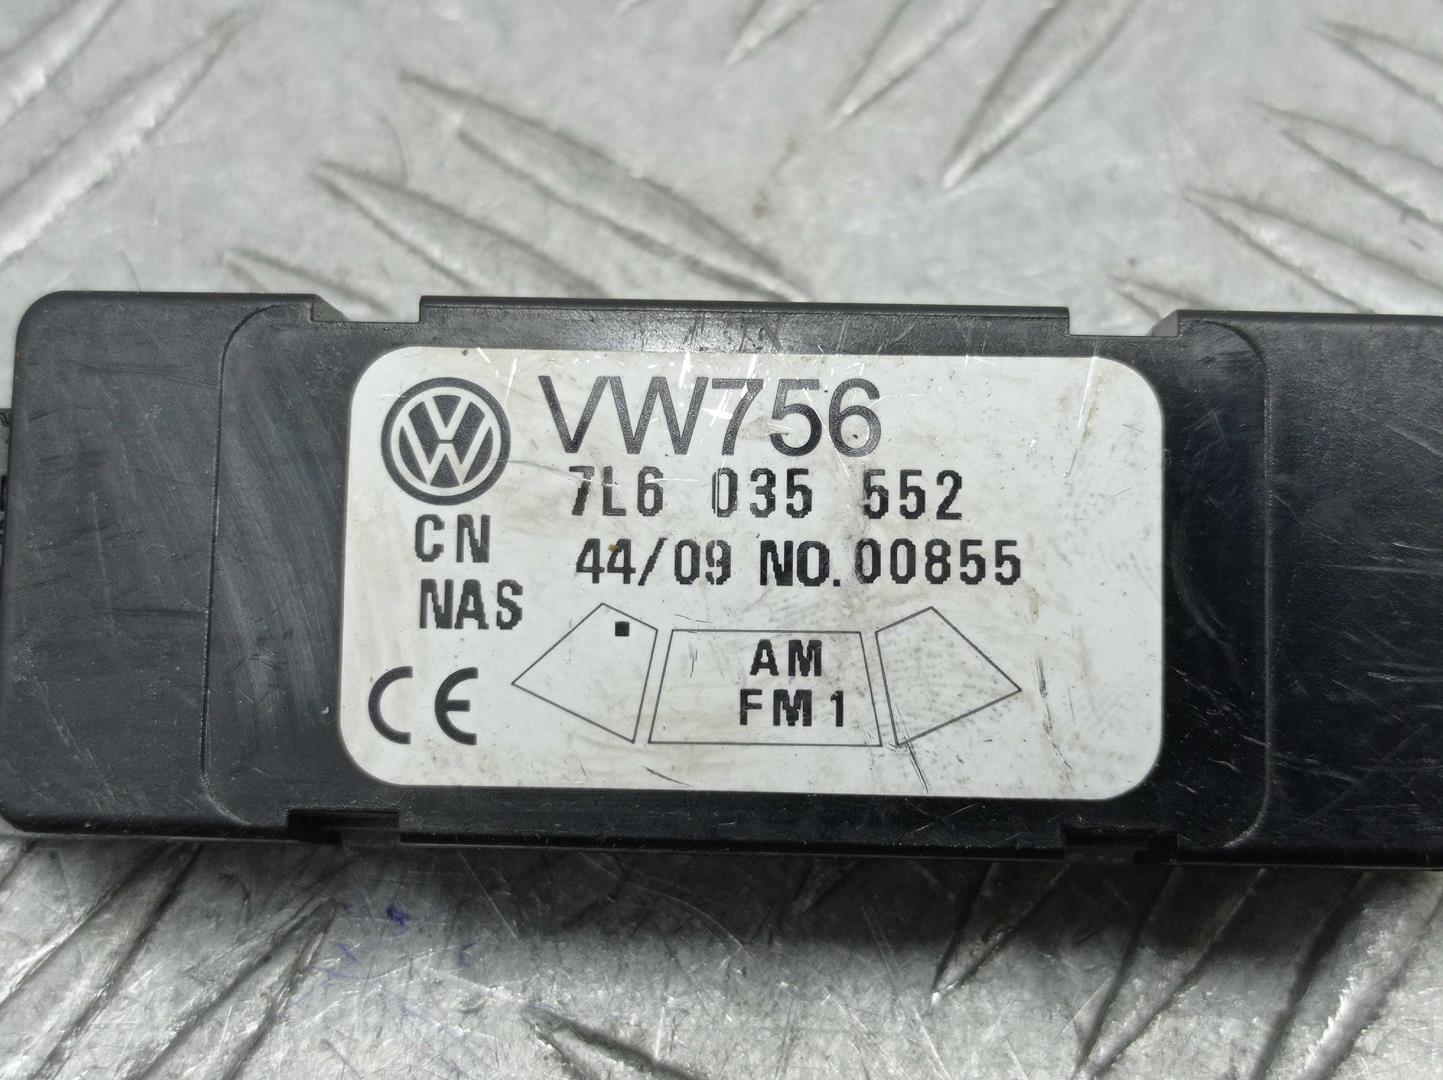 VW756
7L6 035 552
CN 44/09 NO.00855
NAS
CE
AM
FM1